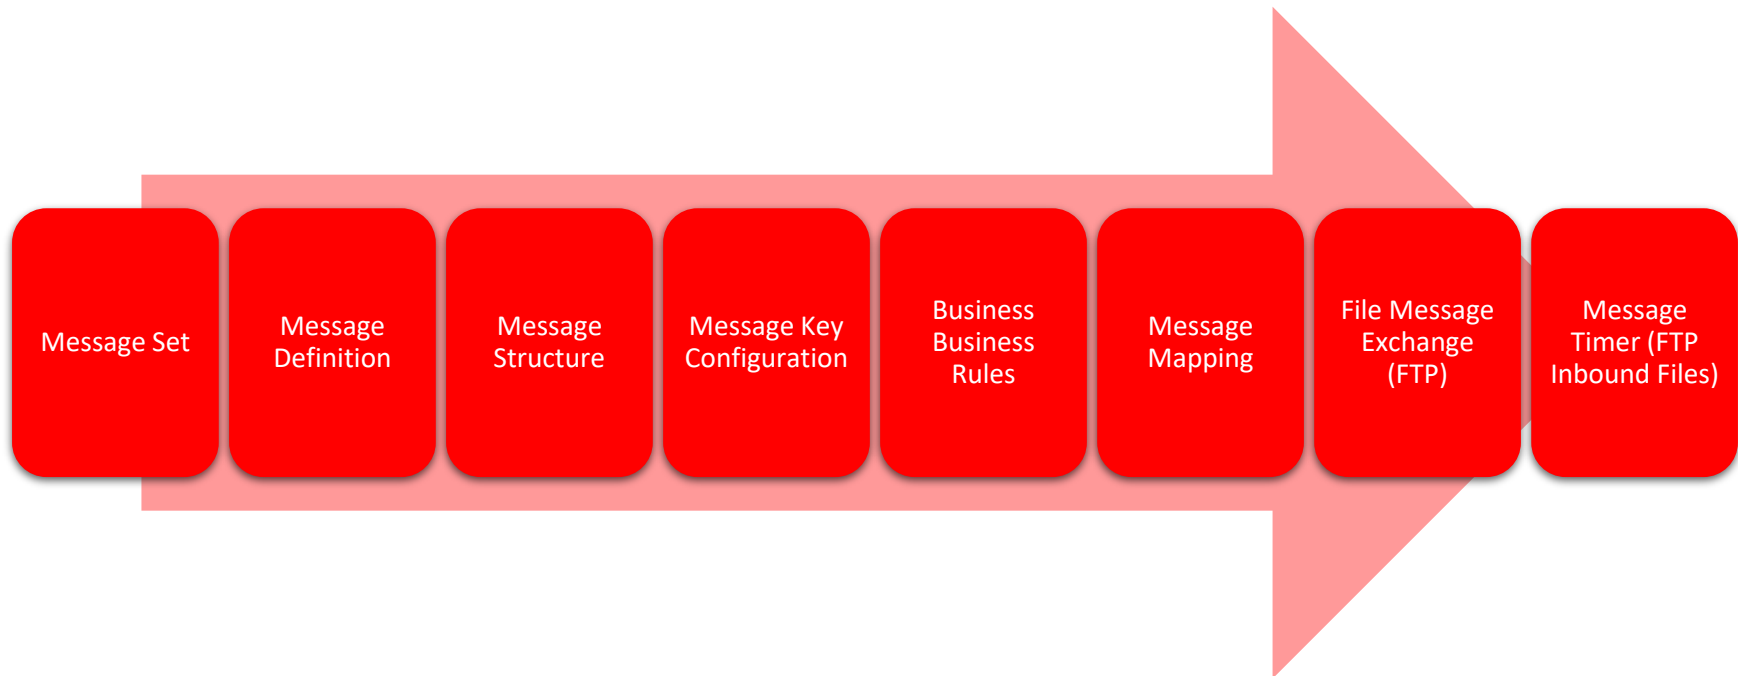 Message Set
Message
Definition
Message
Structure
Message Key
Configuration
Business
Business
Rules
Message
Mapping
File Message
Exchange
(FTP)
Message
Timer (FTP
Inbound Files)